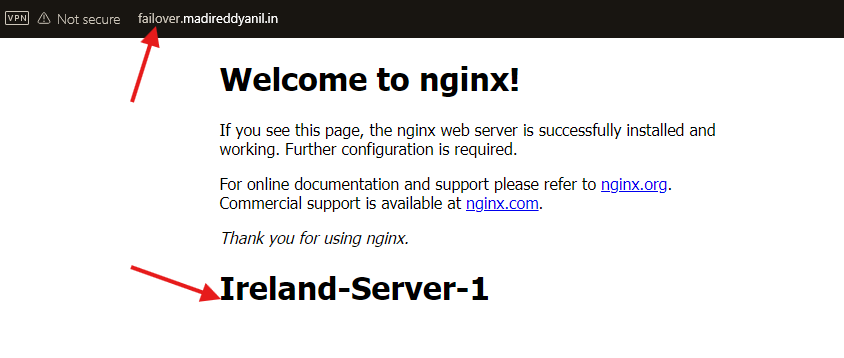 VPN Not secure failover.madireddyanil.in
Welcome to nginx!
If you see this page, the nginx web server is successfully installed and
working. Further configuration is required.
For online documentation and support please refer to nginx.org.
Commercial support is available at nginx.com.
Thank you for using nginx.
Ireland-Server-1